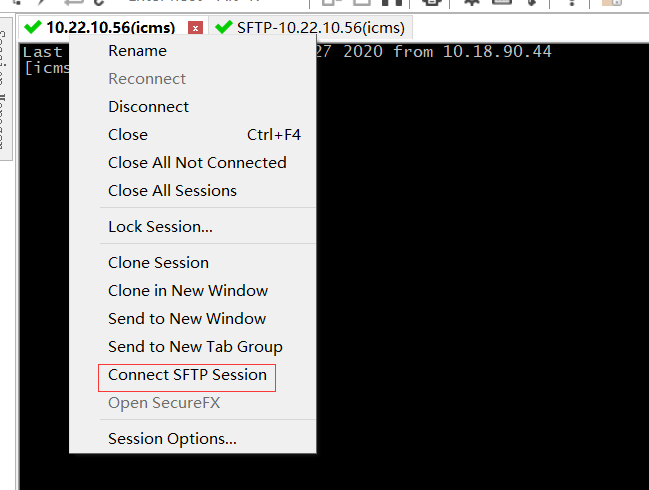 10.22.10.56(icms) x SFTP-10.22.10.56(icms)
Last 27 2020 from 10.18.90.44
[icms
Rename
Reconnect
Disconnect
Close Ctrl+F4
Close All Not Connected
Close All Sessions
Lock Session...
Clone Session
Clone in New Window
Send to New Window
Send to New Tab Group
Connect SFTP Session
Open SecureFX
Session Options...